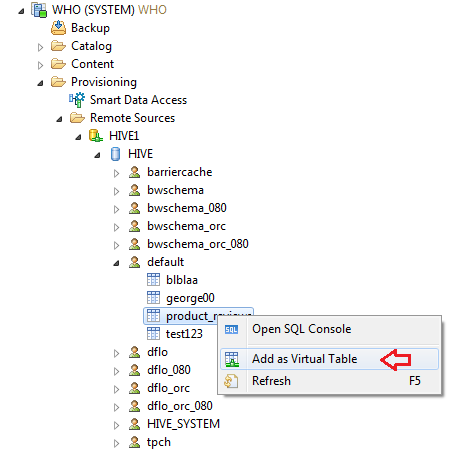 WHO (SYSTEM) WHO
Backup
Catalog
Content
Provisioning
Smart Data Access
Remote Sources
HIVE1
HIVE
barriercache
bwschema
bwschema_080
bwschema_orc
bwschema_orc_080
default
blblaa
george00
product_reviews
test123
SQL Open SQL Console
Add as Virtual Table
Refresh F5
dflo
dflo_080
dflo_orc
dflo_orc_080
HIVE_SYSTEM
tpch